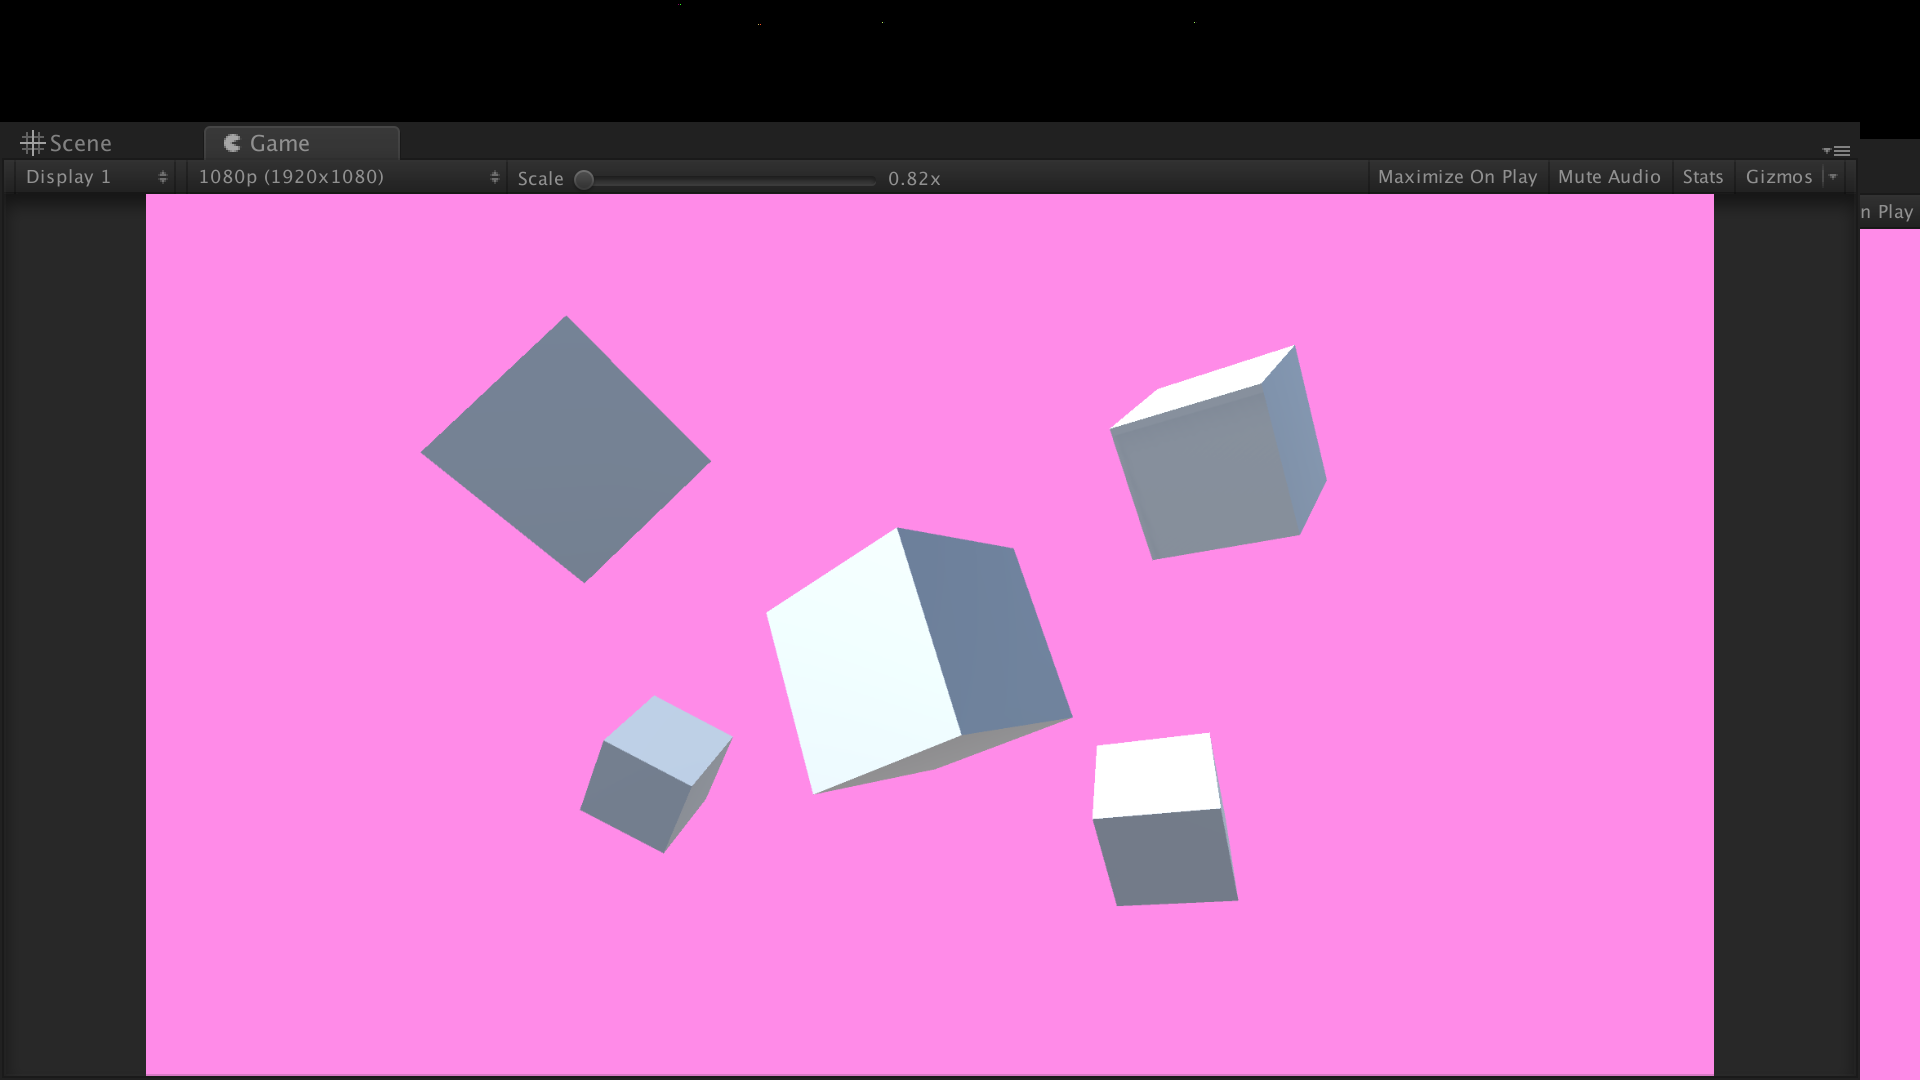 Scene Game
Display 1 1080p (1920x1080) Scale 0.82x Maximize On Play Mute Audio Stats Gizmos
n Play